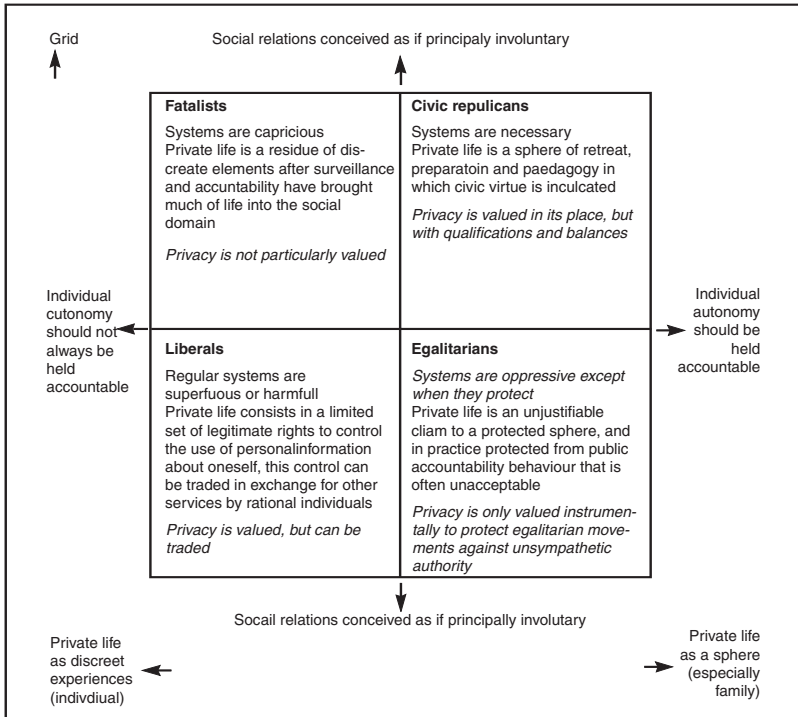 Grid
Social relations conceived as if principaly involuntary
Fatalists
Systems are capricious
Private life is a residue of dis-
create elements after surveillance
and accuntability have brought
much of life into the social
domain
Privacy is not particularly valued
Civic repulicans
Systems are necessary
Private life is a sphere of retreat,
preparatoin and paedagogy in
which civic virtue is inculcated
Privacy is valued in its place, but
with qualifications and balances
Individual
cutonomy
should not
always be
held
accountable
Individual
autonomy
should be
held
accountable
Liberals
Regular systems are
superfuous or harmfull
Private life consists in a limited
set of legitimate rights to control
the use of personalinformation
about oneself, this control can
be traded in exchange for other
services by rational individuals
Privacy is valued, but can be
traded
Egalitarians
Systems are oppressive except
when they protect
Private life is an unjustifiable
cliam to a protected sphere, and
in practice protected from public
accountability behaviour that is
often unacceptable
Privacy is only valued instrumen-
tally to protect egalitarian move-
ments against unsympathetic
authority
Socail relations conceived as if principally involutary
Private life
as discreet
experiences
(indivdiual)
Private life
as a sphere
(especially
family)